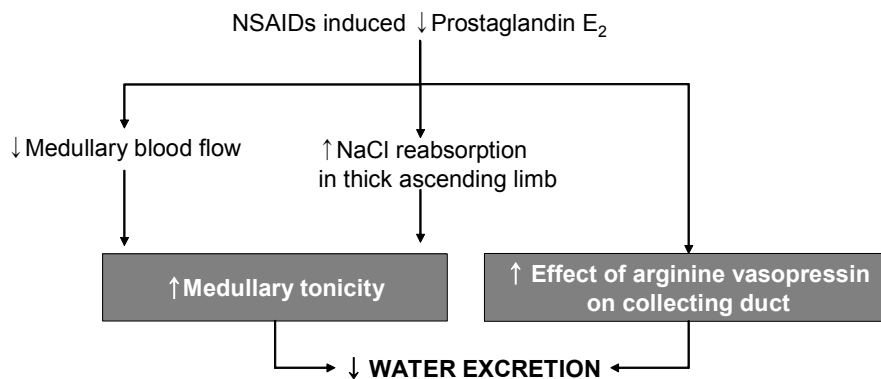 NSAIDs induced ↓ Prostaglandin E₂
↓ Medullary blood flow
↑ NaCl reabsorption
in thick ascending limb
↑ Medullary tonicity
↑ Effect of arginine vasopressin
on collecting duct
↓ WATER EXCRETION